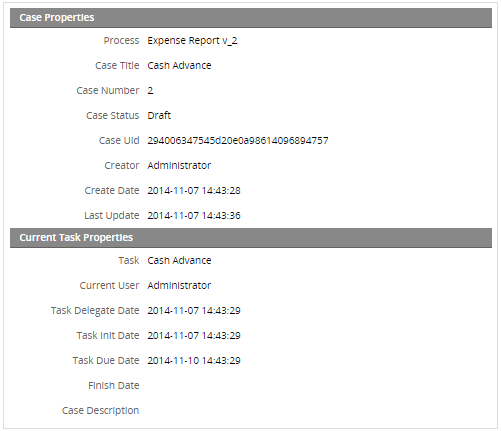 Case Properties
Process Expense Report v_2
Case Title Cash Advance
Case Number 2
Case Status Draft
Case Uid 294006347545d20e0a98614096894757
Creator Administrator
Create Date 2014-11-07 14:43:28
Last Update 2014-11-07 14:43:36
Current Task Properties
Task Cash Advance
Current User Administrator
Task Delegate Date 2014-11-07 14:43:29
Task Init Date 2014-11-07 14:43:29
Task Due Date 2014-11-10 14:43:29
Finish Date
Case Description